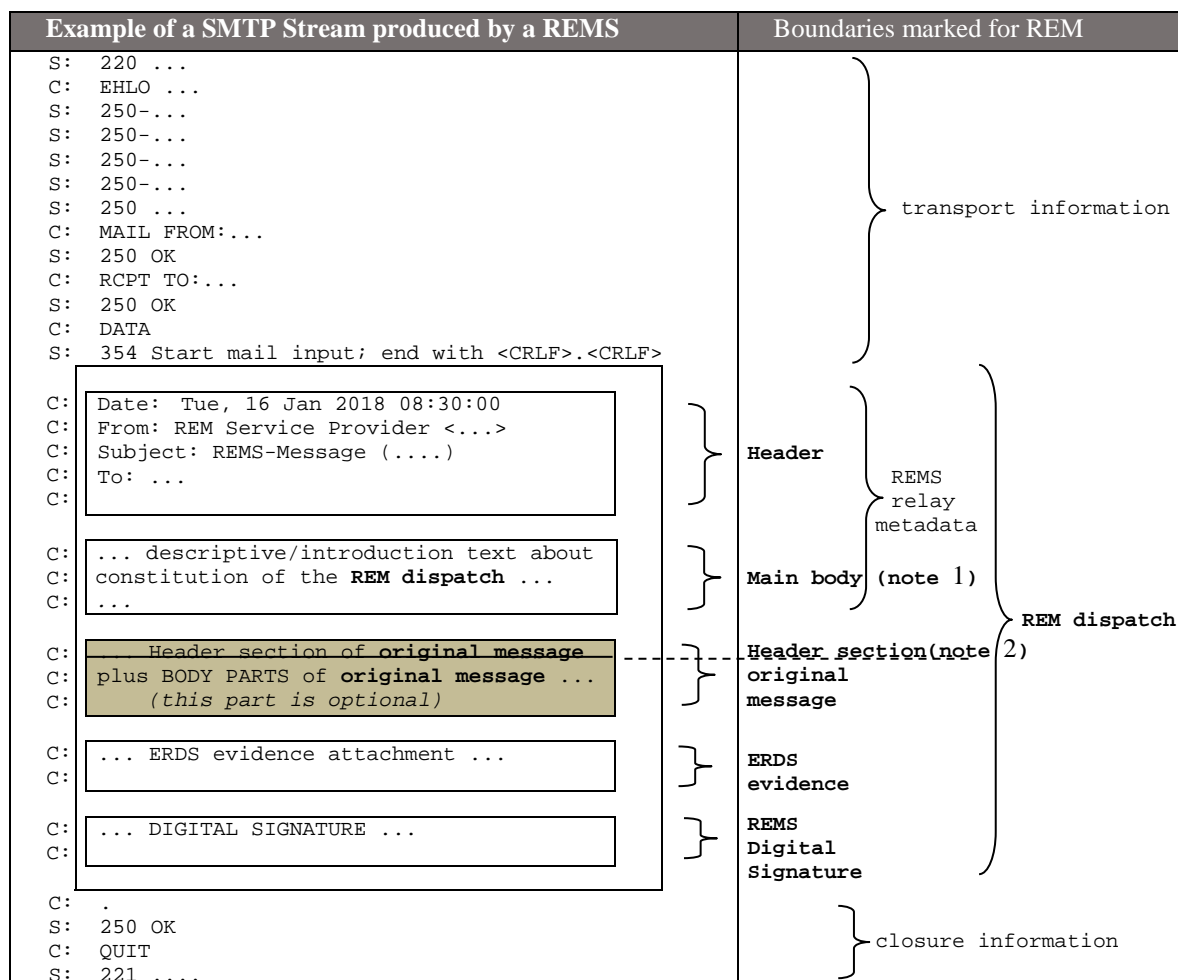 Example of a SMTP Stream produced by a REMS
Boundaries marked for REM
S: 220 ...
C: EHLO ...
S: 250-...
S: 250-...
S: 250-...
S: 250-...
S: 250 ...
transport information
C: MAIL FROM:...
S: 250 OK
C: RCPT TO:...
S: 250 OK
C: DATA
S: 354 Start mail input; end with <CRLF>.<CRLF>
C: Date: Tue, 16 Jan 2018 08:30:00
C: From: REM Service Provider <...>
C: Subject: REMS-Message (....)
C: To: ...
C:
Header
REMS
relay
metadata
C: ... descriptive/introduction text about
C: constitution of the REM dispatch ...
C: ...
Main body (note 1)
REM dispatch
C: ... Header section of original message
C: plus BODY PARTS of original message ...
C: (this part is optional)
Header section(note 2)
original
message
C: ... ERDS evidence attachment ...
C:
ERDS
evidence
C: ... DIGITAL SIGNATURE ...
C:
REMS
Digital
Signature
C: .
S: 250 OK
C: QUIT
S: 221 ....
closure information